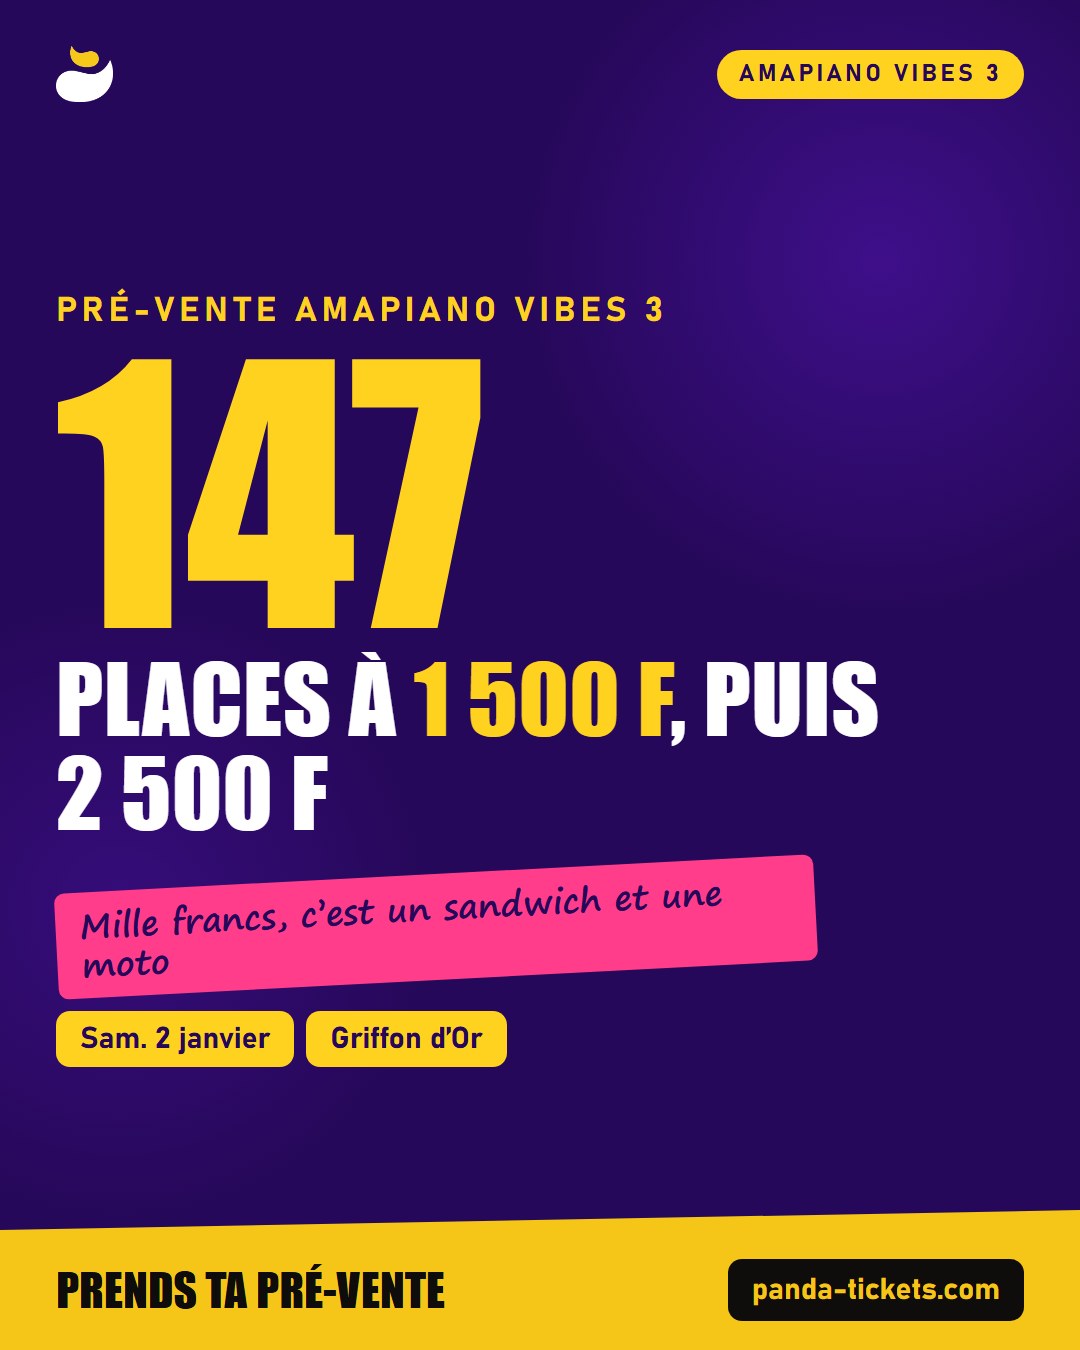 AMAPIANO VIBES 3
PRÉ-VENTE AMAPIANO VIBES 3
147
PLACES À 1 500 F, PUIS
2 500 F
Mille francs, c’est un sandwich et une
moto
Sam. 2 janvier
Griffon d’Or
PRENDS TA PRÉ-VENTE
panda-tickets.com